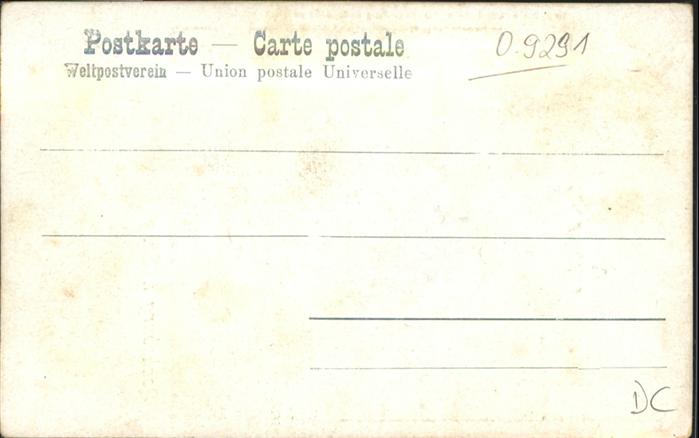 Postkarte — Carte postale
Weltpostverein — Union postale Universelle
0.9291
DC